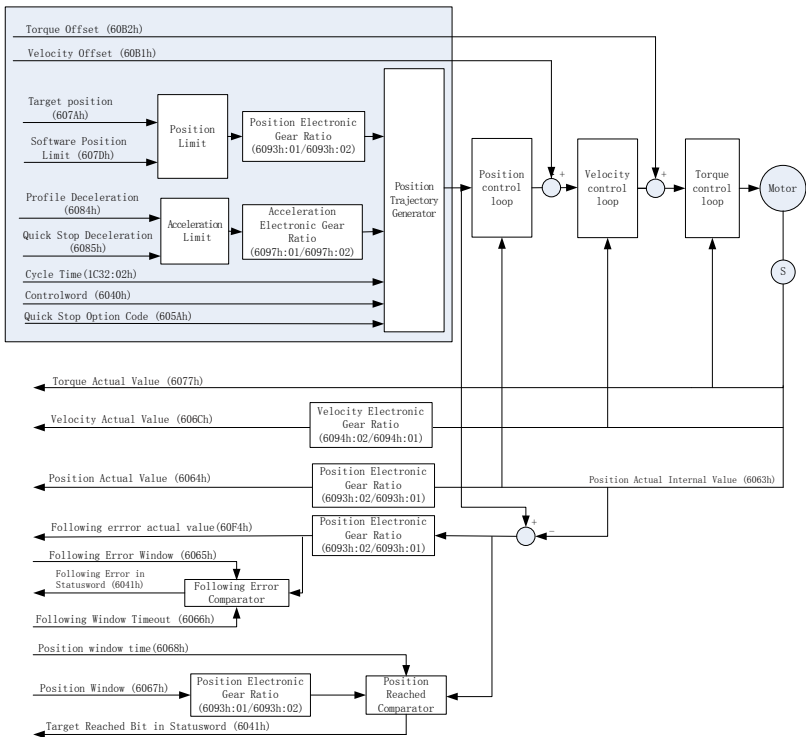 Torque Offset (60B2h)
Velocity Offset (60B1h)
Target position
(607Ah)
Software Position
Limit (607Dh)
Position
Limit
Position Electronic
Gear Ratio
(6093h:01/6093h:02)
Profile Deceleration
(6084h)
Quick Stop Deceleration
(6085h)
Acceleration
Limit
Acceleration
Electronic Gear
Ratio
(6097h:01/6097h:02)
Cycle Time(1C32:02h)
Controlword (6040h)
Quick Stop Option Code (605Ah)
Position
Trajectory
Generator
Position
control
loop
+
Velocity
control
loop
+
Torque
control
loop
Motor
S
Torque Actual Value (6077h)
Velocity Actual Value (606Ch)
Velocity Electronic
Gear Ratio
(6094h:02/6094h:01)
Position Actual Value (6064h)
Position Electronic
Gear Ratio
(6093h:02/6093h:01)
Position Actual Internal Value (6063h)
Following errror actual value(60F4h)
Position Electronic
Gear Ratio
(6093h:02/6093h:01)
+
-
Following Error Window (6065h)
Following Error in
Statusword (6041h)
Following Error
Comparator
Following Window Timeout (6066h)
Position window time(6068h)
Position Window (6067h)
Position Electronic
Gear Ratio
(6093h:01/6093h:02)
Position
Reached
Comparator
Target Reached Bit in Statusword (6041h)